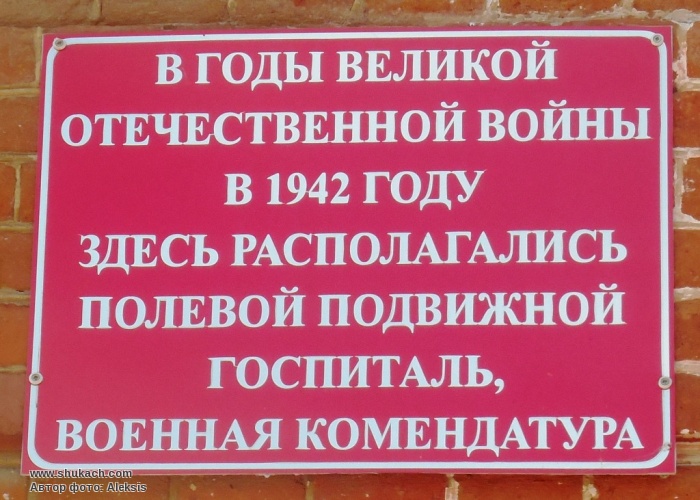 В ГОДЫ ВЕЛИКОЙ
ОТЕЧЕСТВЕННОЙ ВОЙНЫ
В 1942 ГОДУ
ЗДЕСЬ РАСПОЛАГАЛИСЬ
ПОЛЕВОЙ ПОДВИЖНОЙ
ГОСПИТАЛЬ,
ВОЕННАЯ КОМЕНДАТУРА
www.shukach.com
Автор фото: Aleksis